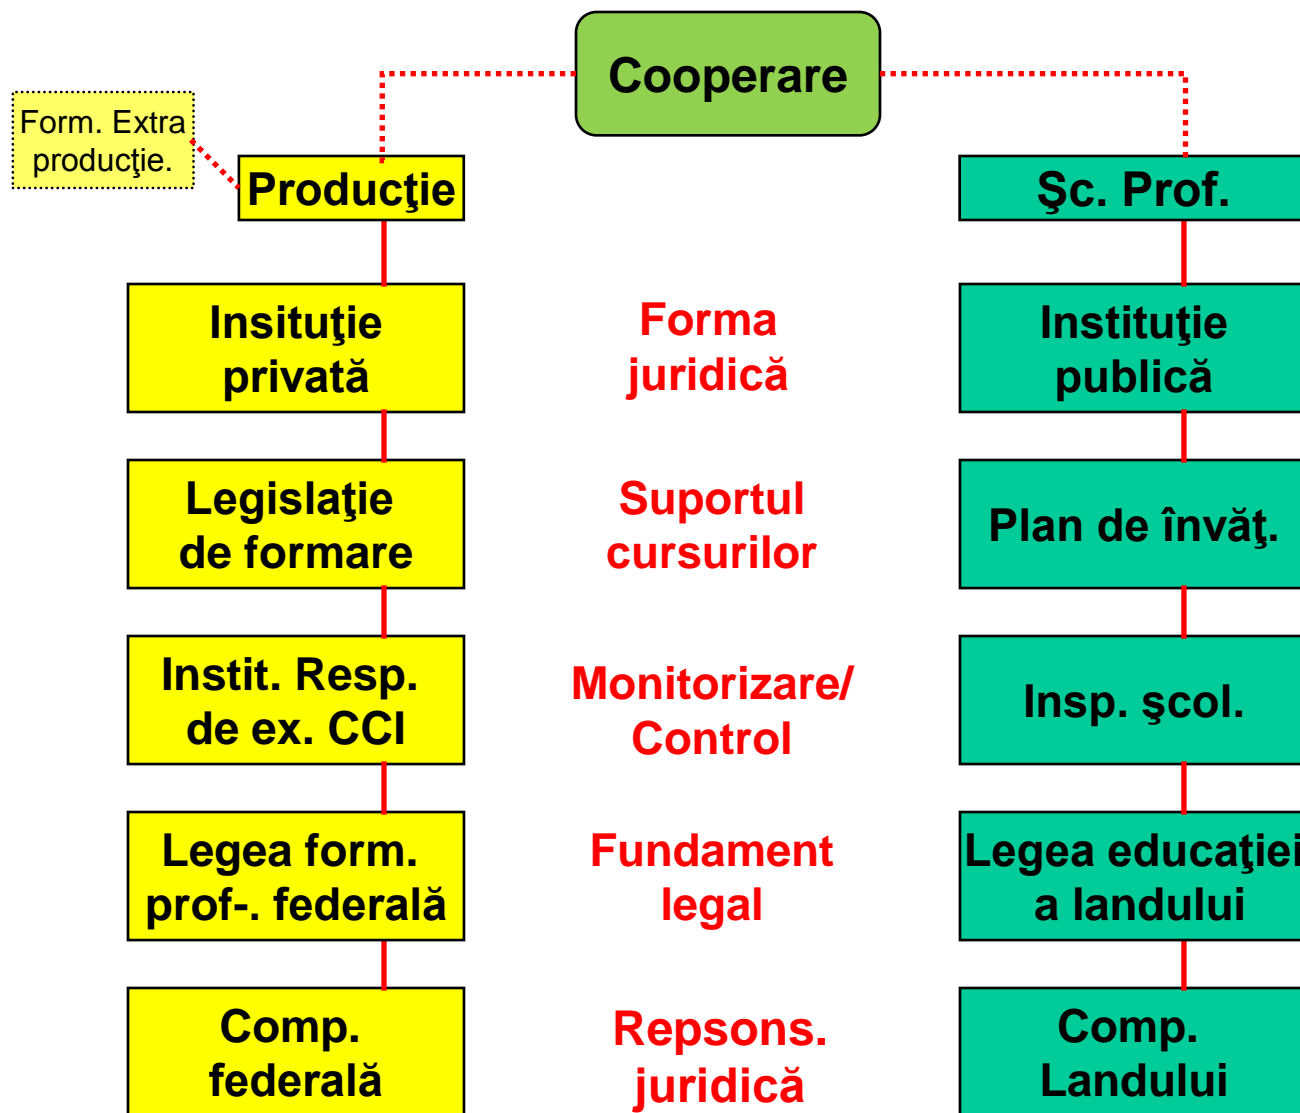 Cooperare
Form. Extra
producţie.
Producţie
Şc. Prof.
Insituţie
privată
Forma
juridică
Instituţie
publică
Legislaţie
de formare
Suportul
cursurilor
Plan de învăţ.
Instit. Resp.
de ex. CCI
Monitorizare/
Control
Insp. şcol.
Legea form.
prof-. federală
Fundament
legal
Legea educaţiei
a landului
Comp.
federală
Repsons.
juridică
Comp.
Landului